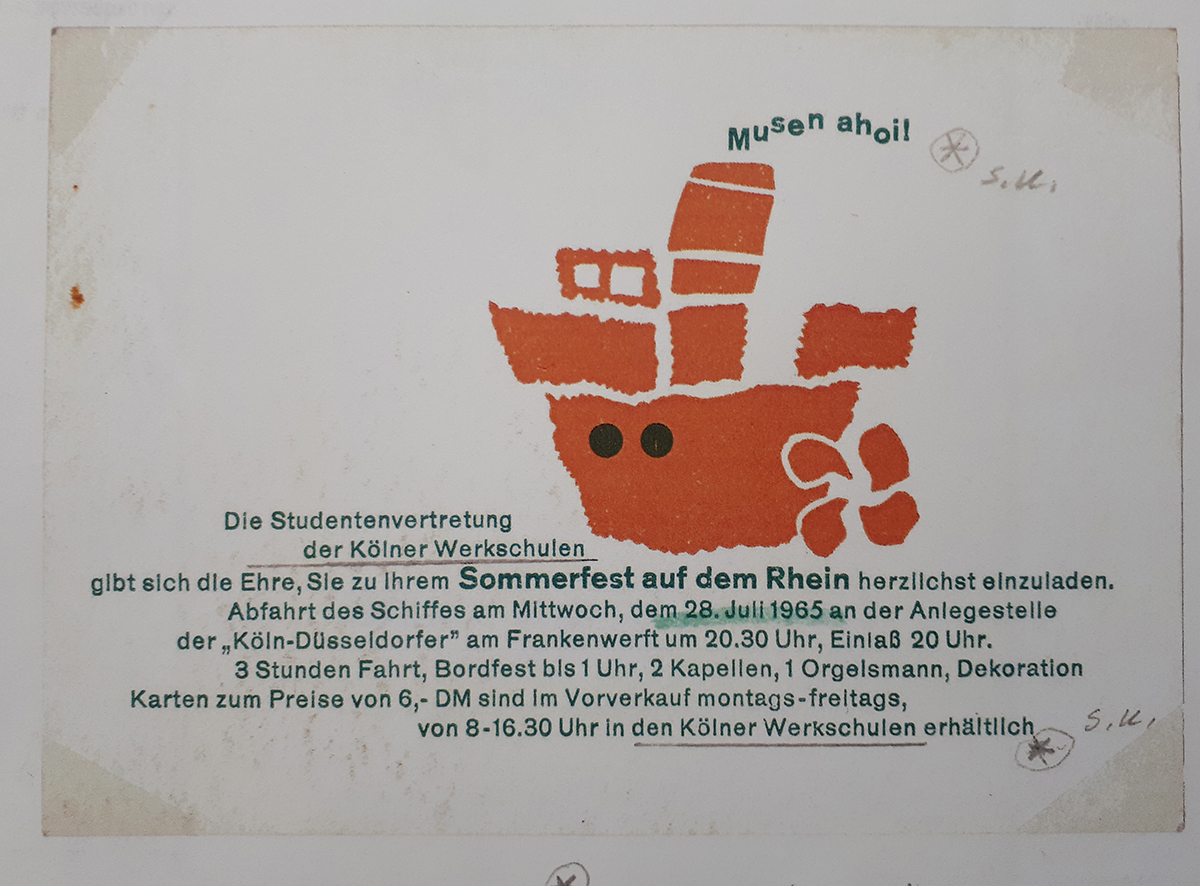 Musen ahoi!
s.u.
Die Studentenvertretung
der Kölner Werkschulen
gibt sich die Ehre, Sie zu ihrem Sommerfest auf dem Rhein herzlichst einzuladen.
Abfahrt des Schiffes am Mittwoch, dem 28. Juli 1965 an der Anlegestelle
der „Köln-Düsseldorfer” am Frankenwerft um 20.30 Uhr, Einlaß 20 Uhr.
3 Stunden Fahrt, Bordfest bis 1 Uhr, 2 Kapellen, 1 Orgelsmann, Dekoration
Karten zum Preise von 6,- DM sind im Vorverkauf montags-freitags,
von 8-16.30 Uhr in den Kölner Werkschulen erhältlich
s.u.